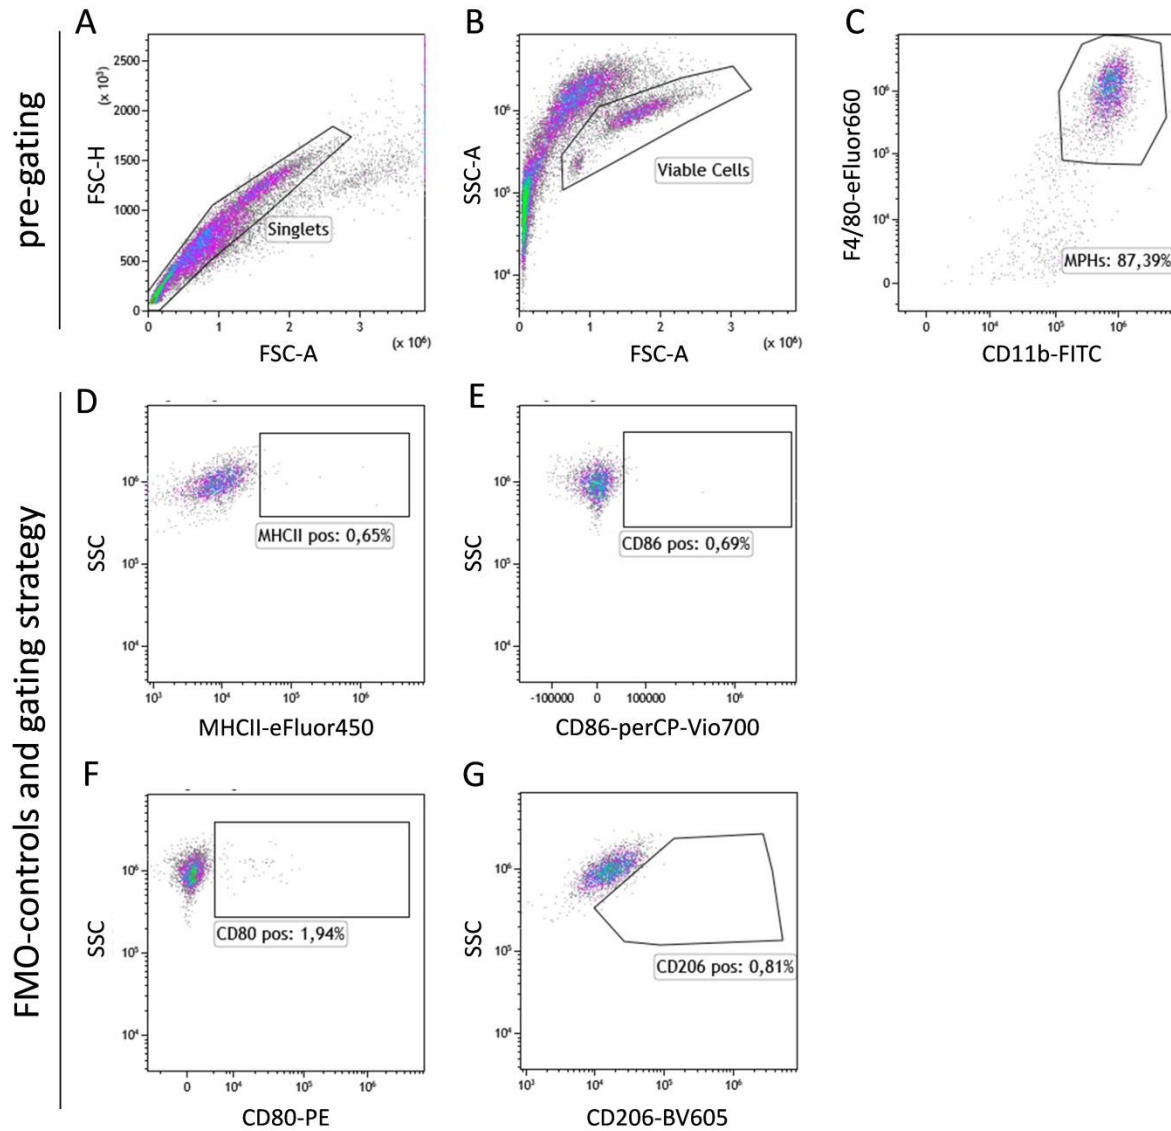 pre-gating
A
FSC-H
(x 10³)
2500
2000
1500
1000
500
0
Singlets
0 1 2 3
(x 10⁶)
FSC-A
B
SSC-A
10⁶
10⁵
10⁴
Viable Cells
0 1 2 3
(x 10⁶)
FSC-A
C
F4/80-eFluor660
10⁶
10⁵
10⁴
0
MPHs: 87,39%
0 10⁴ 10⁵ 10⁶
CD11b-FITC
FMO-controls and gating strategy
D
SSC
10⁶
10⁵
10⁴
MHCII pos: 0,65%
10³ 10⁴ 10⁵ 10⁶
MHCII-eFluor450
E
SSC
10⁶
10⁵
10⁴
CD86 pos: 0,69%
-100000 0 100000 10⁶
CD86-perCP-Vio700
F
SSC
10⁶
10⁵
10⁴
CD80 pos: 1,94%
0 10⁴ 10⁵ 10⁶
CD80-PE
G
SSC
10⁶
10⁵
10⁴
CD206 pos: 0,81%
10³ 10⁴ 10⁵ 10⁶
CD206-BV605